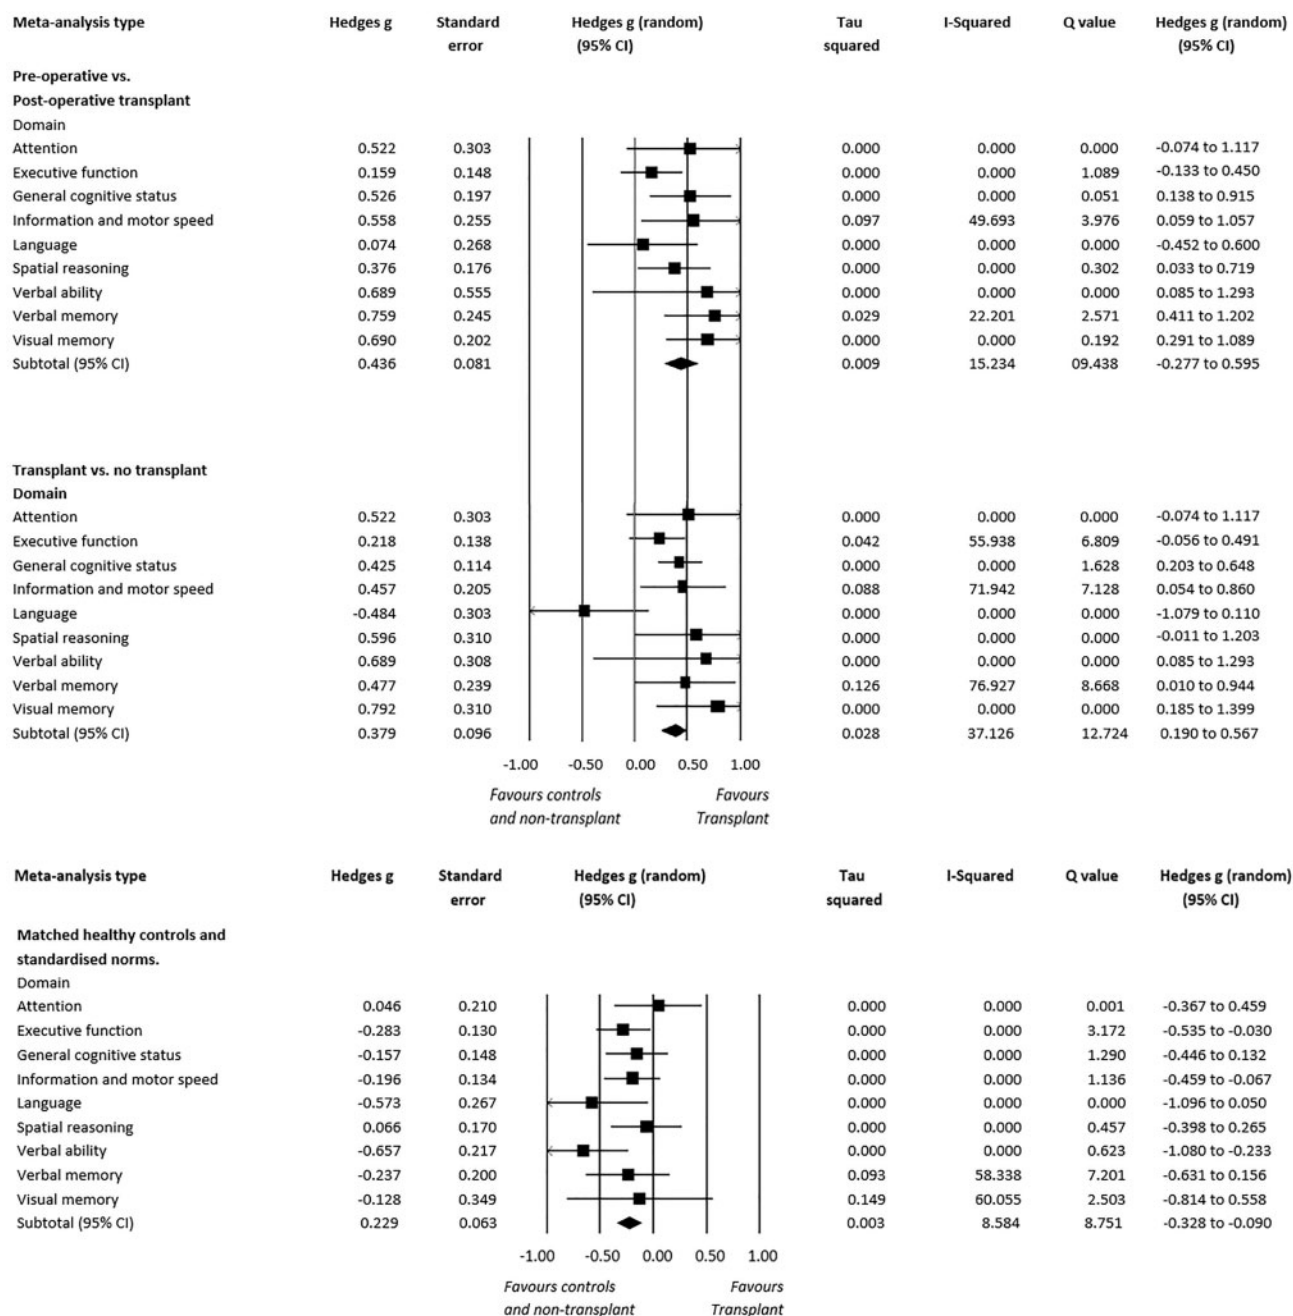 Meta-analysis type Hedges g Standard Hedges g (random) Tau I-Squared Q value Hedges g (random)
error (95% CI) squared (95% CI)
Pre-operative vs.
Post-operative transplant
Domain
Attention 0.522 0.303 0.000 0.000 0.000 -0.074 to 1.117
Executive function 0.159 0.148 0.000 0.000 1.089 -0.133 to 0.450
General cognitive status 0.526 0.197 0.000 0.000 0.051 0.138 to 0.915
Information and motor speed 0.558 0.255 0.097 49.693 3.976 0.059 to 1.057
Language 0.074 0.268 0.000 0.000 0.000 -0.452 to 0.600
Spatial reasoning 0.376 0.176 0.000 0.000 0.302 0.033 to 0.719
Verbal ability 0.689 0.555 0.000 0.000 0.000 0.085 to 1.293
Verbal memory 0.759 0.245 0.029 22.201 2.571 0.411 to 1.202
Visual memory 0.690 0.202 0.000 0.000 0.192 0.291 to 1.089
Subtotal (95% CI) 0.436 0.081 0.009 15.234 09.438 -0.277 to 0.595
Transplant vs. no transplant
Domain
Attention 0.522 0.303 0.000 0.000 0.000 -0.074 to 1.117
Executive function 0.218 0.138 0.042 55.938 6.809 -0.056 to 0.491
General cognitive status 0.425 0.114 0.000 0.000 1.628 0.203 to 0.648
Information and motor speed 0.457 0.205 0.088 71.942 7.128 0.054 to 0.860
Language -0.484 0.303 0.000 0.000 0.000 -1.079 to 0.110
Spatial reasoning 0.596 0.310 0.000 0.000 0.000 -0.011 to 1.203
Verbal ability 0.689 0.308 0.000 0.000 0.000 0.085 to 1.293
Verbal memory 0.477 0.239 0.126 76.927 8.668 0.010 to 0.944
Visual memory 0.792 0.310 0.000 0.000 0.000 0.185 to 1.399
Subtotal (95% CI) 0.379 0.096 0.028 37.126 12.724 0.190 to 0.567
-1.00 -0.50 0.00 0.50 1.00
Favours controls Favours
and non-transplant Transplant
Meta-analysis type Hedges g Standard Hedges g (random) Tau I-Squared Q value Hedges g (random)
error (95% CI) squared (95% CI)
Matched healthy controls and
standardised norms.
Domain
Attention 0.046 0.210 0.000 0.000 0.001 -0.367 to 0.459
Executive function -0.283 0.130 0.000 0.000 3.172 -0.535 to -0.030
General cognitive status -0.157 0.148 0.000 0.000 1.290 -0.446 to 0.132
Information and motor speed -0.196 0.134 0.000 0.000 1.136 -0.459 to -0.067
Language -0.573 0.267 0.000 0.000 0.000 -1.096 to 0.050
Spatial reasoning 0.066 0.170 0.000 0.000 0.457 -0.398 to 0.265
Verbal ability -0.657 0.217 0.000 0.000 0.623 -1.080 to -0.233
Verbal memory -0.237 0.200 0.093 58.338 7.201 -0.631 to 0.156
Visual memory -0.128 0.349 0.149 60.055 2.503 -0.814 to 0.558
Subtotal (95% CI) 0.229 0.063 0.003 8.584 8.751 -0.328 to -0.090
-1.00 -0.50 0.00 0.50 1.00
Favours controls Favours
and non-transplant Transplant